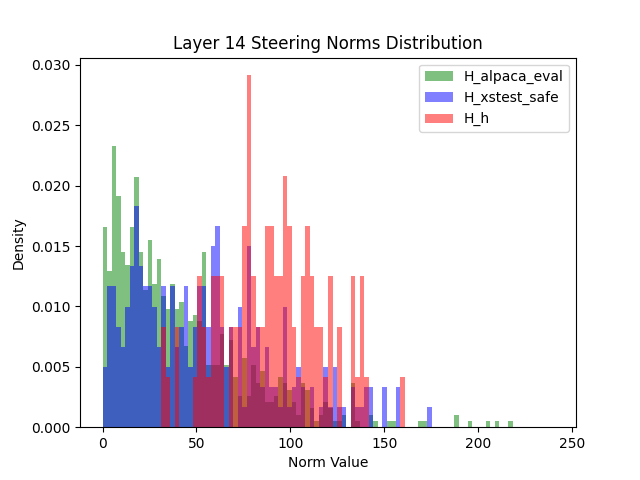 Layer 14 Steering Norms Distribution
H_alpaca_eval
H_xstest_safe
H_h
0.030
0.025
0.020
0.015
0.010
0.005
0.000
Density
0
50
100
150
200
250
Norm Value